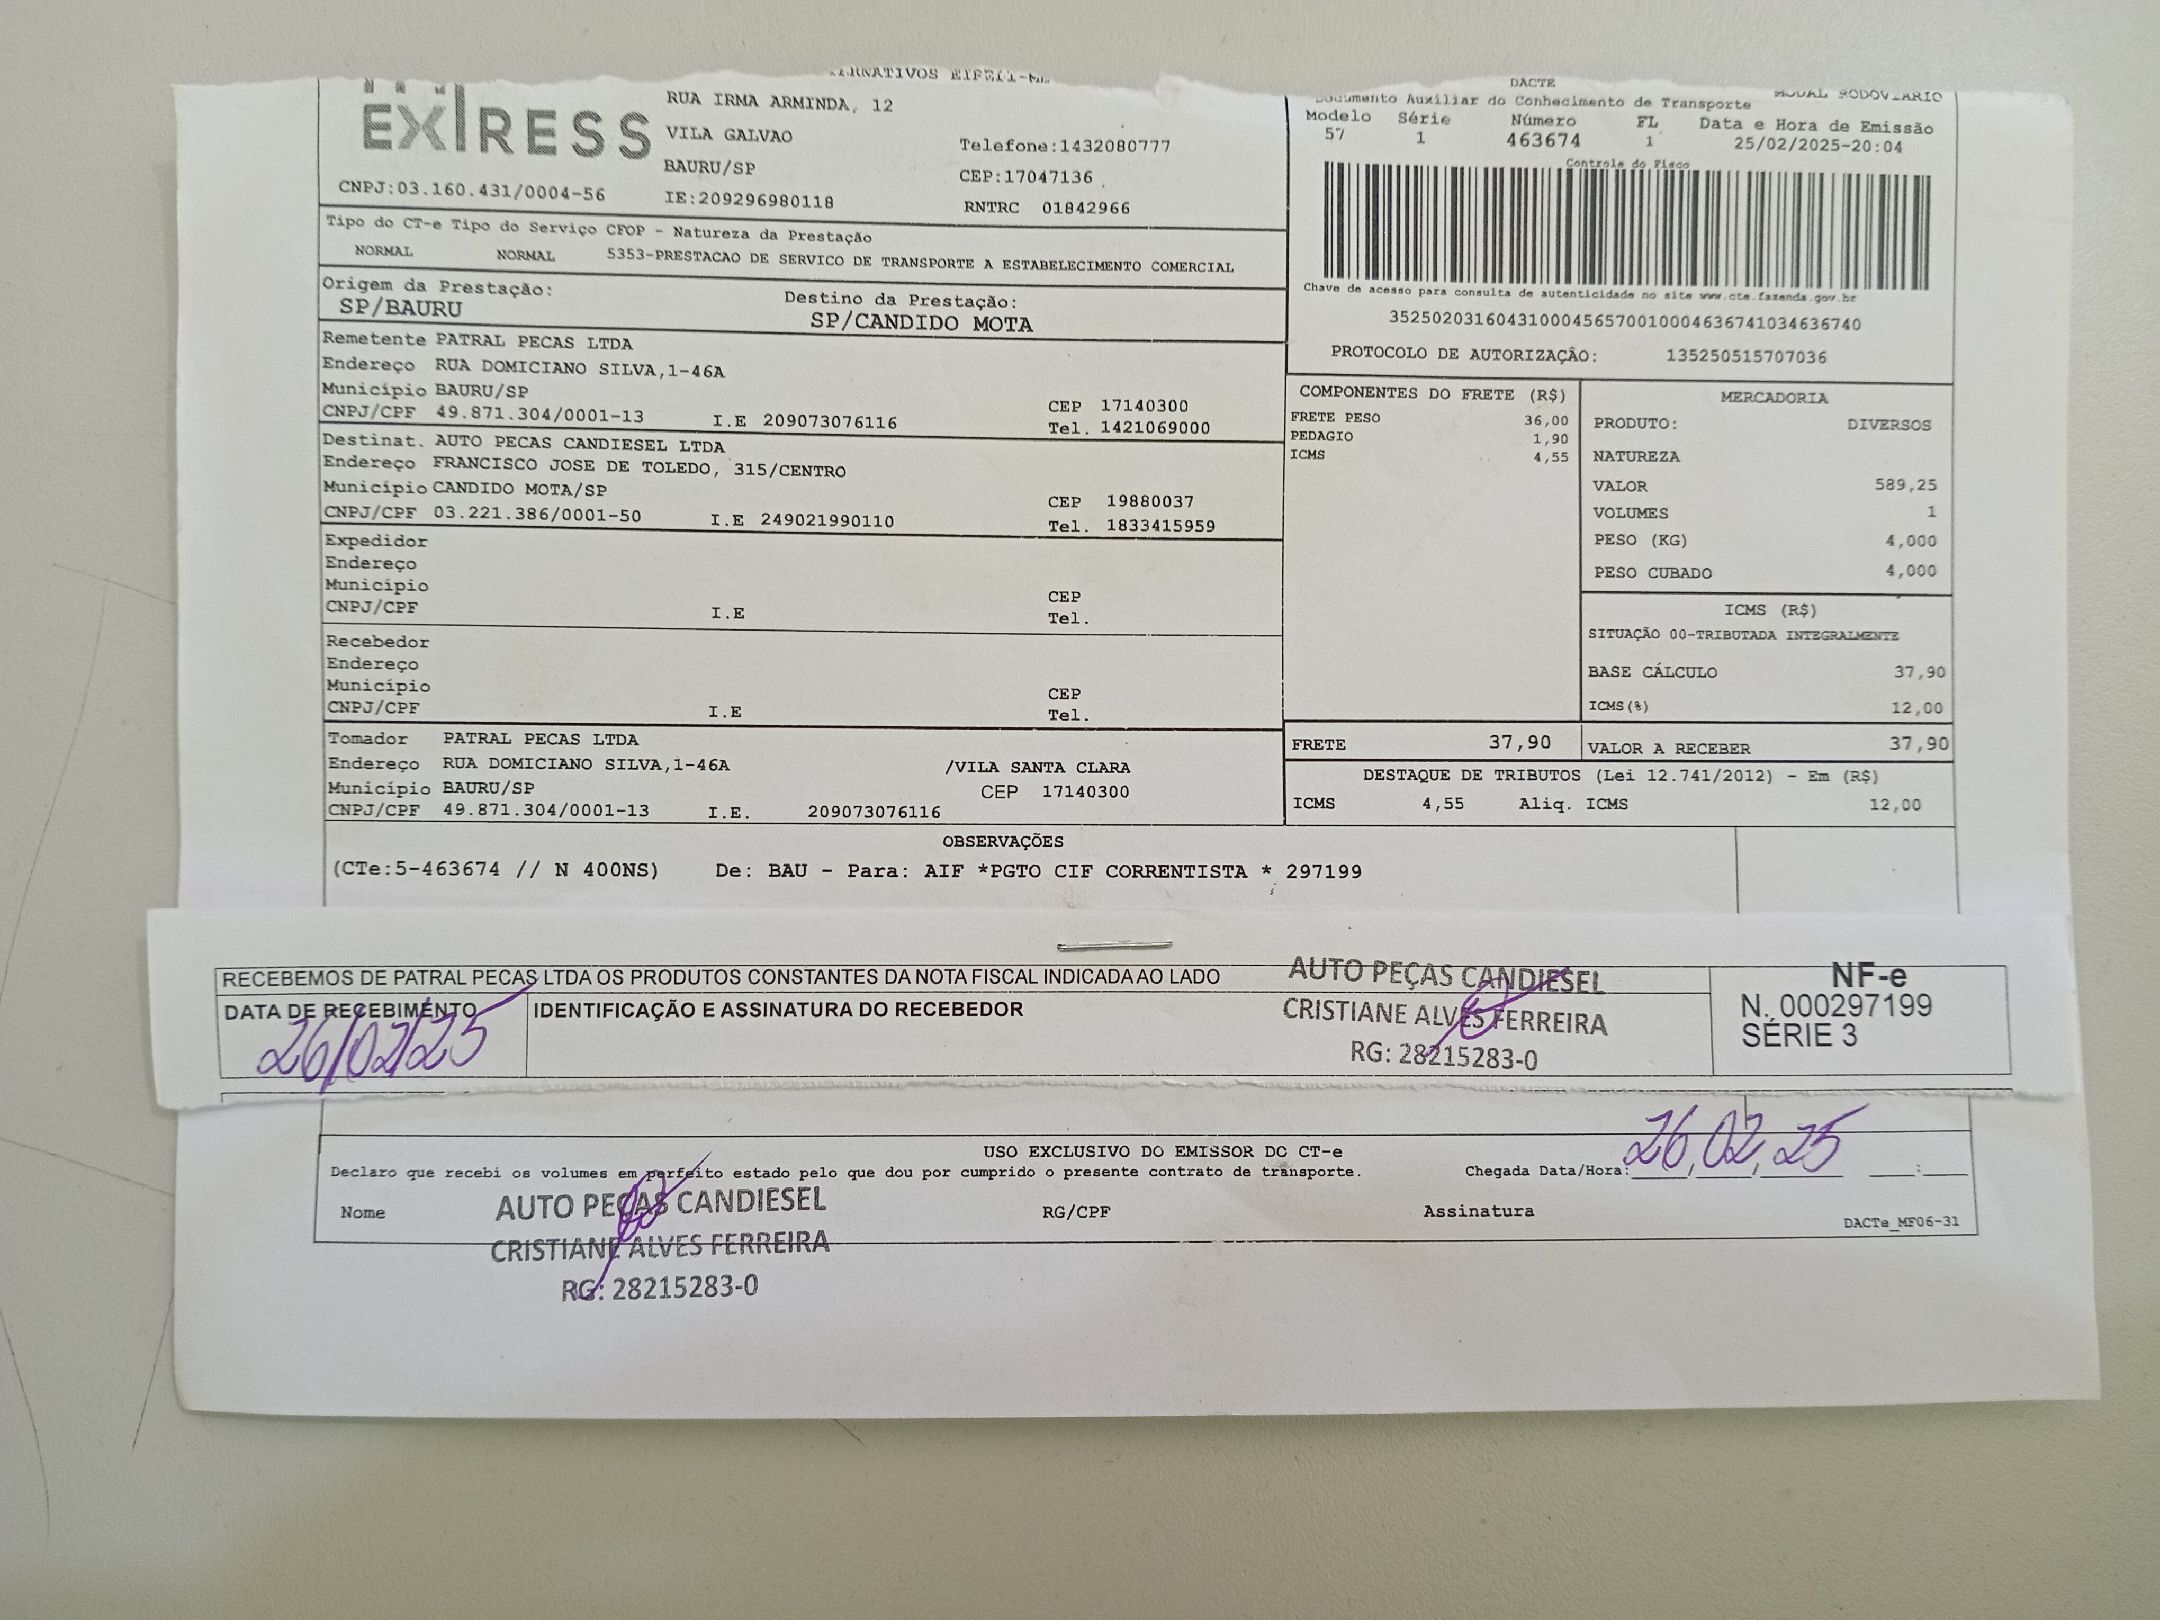 EXPRESS
RUA IRMA ARMINDA, 12
VILA GALVAO
BAURU/SP
Telefone:1432080777
CEP:17047136
CNPJ:03.160.431/0004-56
IE:209296980118
RNTRC 01842966
DACTE
Documento Auxiliar do Conhecimento de Transporte
MODAL RODOVIARIO
Modelo Série Número FL Data e Hora de Emissão
57 1 463674 1 25/02/2025-20:04
Controle do Fisco
Chave de acesso para consulta de autenticidade no site www.cte.fazenda.gov.br
35250203160431000456570010004636741034636740
PROTOCOLO DE AUTORIZAÇÃO: 135250515707036
Tipo do CT-e Tipo do Serviço CFOP - Natureza da Prestação
NORMAL NORMAL 5353-PRESTACAO DE SERVICO DE TRANSPORTE A ESTABELECIMENTO COMERCIAL
Origem da Prestação: Destino da Prestação:
SP/BAURU SP/CANDIDO MOTA
Remetente PATRAL PECAS LTDA
Endereço RUA DOMICIANO SILVA,1-46A
Município BAURU/SP CEP 17140300
CNPJ/CPF 49.871.304/0001-13 I.E 209073076116 Tel. 1421069000
Destinat. AUTO PECAS CANDIESEL LTDA
Endereço FRANCISCO JOSE DE TOLEDO, 315/CENTRO
Município CANDIDO MOTA/SP CEP 19880037
CNPJ/CPF 03.221.386/0001-50 I.E 249021990110 Tel. 1833415959
Expedidor
Endereço
Município CEP
CNPJ/CPF I.E Tel.
Recebedor
Endereço
Município CEP
CNPJ/CPF I.E Tel.
Tomador PATRAL PECAS LTDA
Endereço RUA DOMICIANO SILVA,1-46A /VILA SANTA CLARA
Município BAURU/SP CEP 17140300
CNPJ/CPF 49.871.304/0001-13 I.E. 209073076116
COMPONENTES DO FRETE (R$)
FRETE PESO 36,00
PEDAGIO 1,90
ICMS 4,55
MERCADORIA
PRODUTO: DIVERSOS
NATUREZA
VALOR 589,25
VOLUMES 1
PESO (KG) 4,000
PESO CUBADO 4,000
ICMS (R$)
SITUAÇÃO 00-TRIBUTADA INTEGRALMENTE
BASE CÁLCULO 37,90
ICMS(%) 12,00
FRETE 37,90 VALOR A RECEBER 37,90
DESTAQUE DE TRIBUTOS (Lei 12.741/2012) - Em (R$)
ICMS 4,55 Aliq. ICMS 12,00
OBSERVAÇÕES
(CTe:5-463674 // N 400NS) De: BAU - Para: AIF *PGTO CIF CORRENTISTA * 297199
RECEBEMOS DE PATRAL PECAS LTDA OS PRODUTOS CONSTANTES DA NOTA FISCAL INDICADA AO LADO
DATA DE RECEBIMENTO IDENTIFICAÇÃO E ASSINATURA DO RECEBEDOR
26/02/25
AUTO PEÇAS CANDIESEL
CRISTIANE ALVES FERREIRA
RG: 28215283-0
NF-e
N. 000297199
SÉRIE 3
USO EXCLUSIVO DO EMISSOR DO CT-e
Declaro que recebi os volumes em perfeito estado pelo que dou por cumprido o presente contrato de transporte. Chegada Data/Hora: 26,02,25
AUTO PEÇAS CANDIESEL
Nome RG/CPF Assinatura
CRISTIANE ALVES FERREIRA
RG: 28215283-0
DACTe_MF06-31